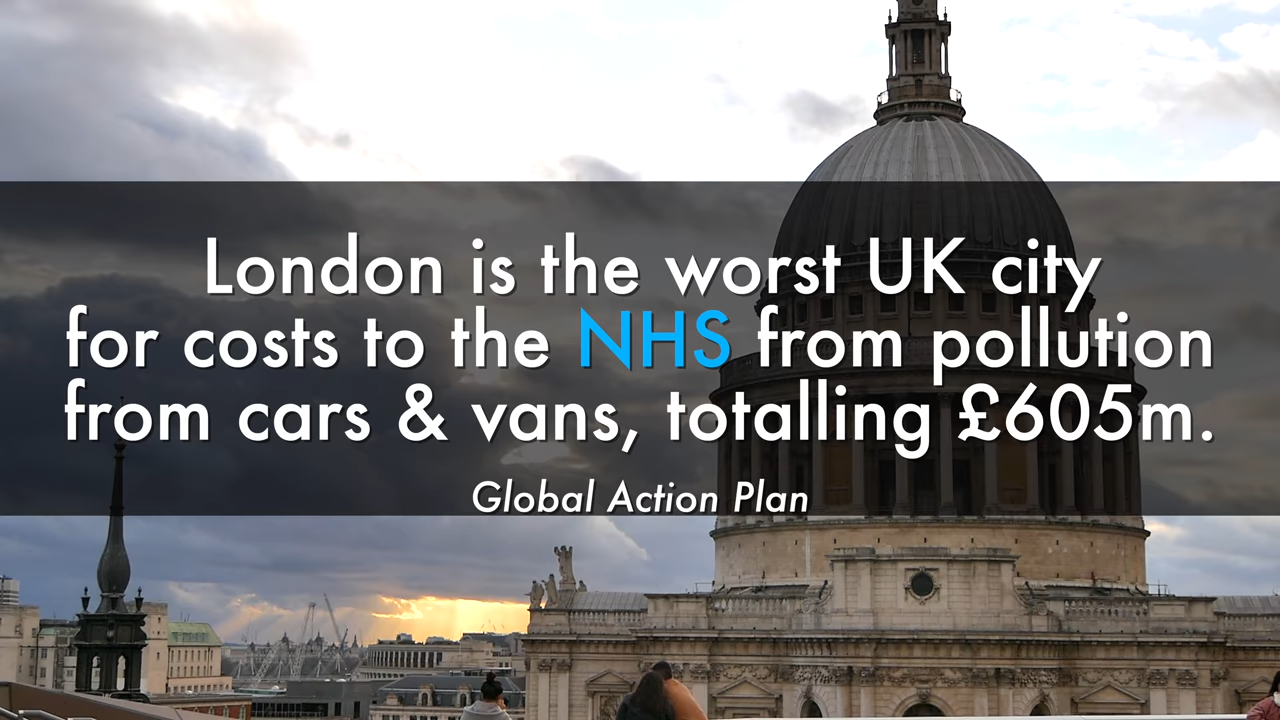 London is the worst UK city
for costs to the NHS from pollution
from cars & vans, totalling £605m.
Global Action Plan